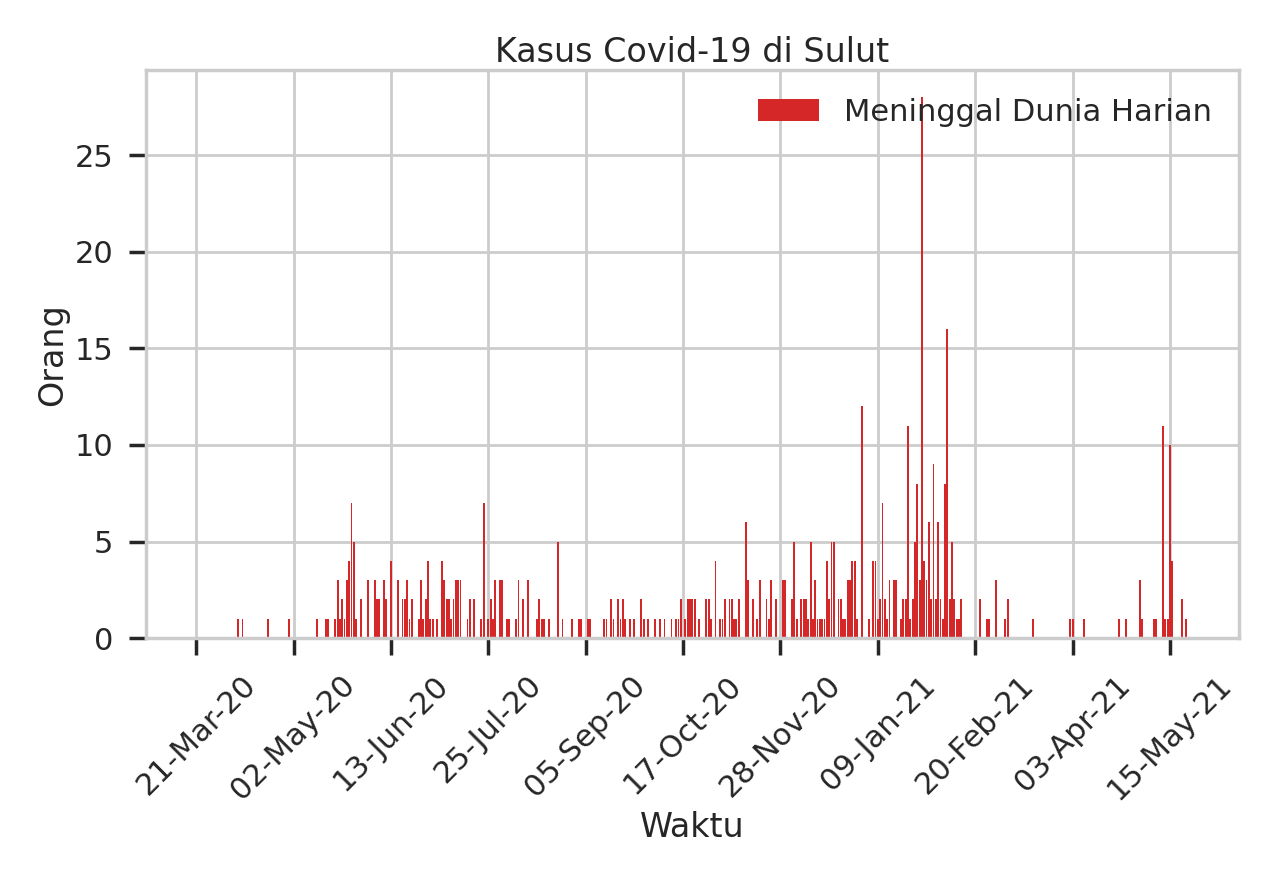 Kasus Covid-19 di Sulut
Meninggal Dunia Harian
Orang
25
20
15
10
5
0
21-Mar-20
02-May-20
13-Jun-20
25-Jul-20
05-Sep-20
17-Oct-20
28-Nov-20
09-Jan-21
20-Feb-21
03-Apr-21
15-May-21
Waktu